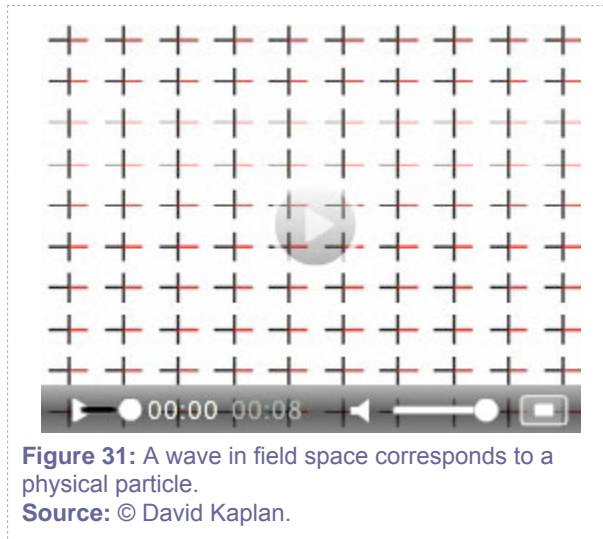 00:00 00:08
Figure 31: A wave in field space corresponds to a
physical particle.
Source: © David Kaplan.